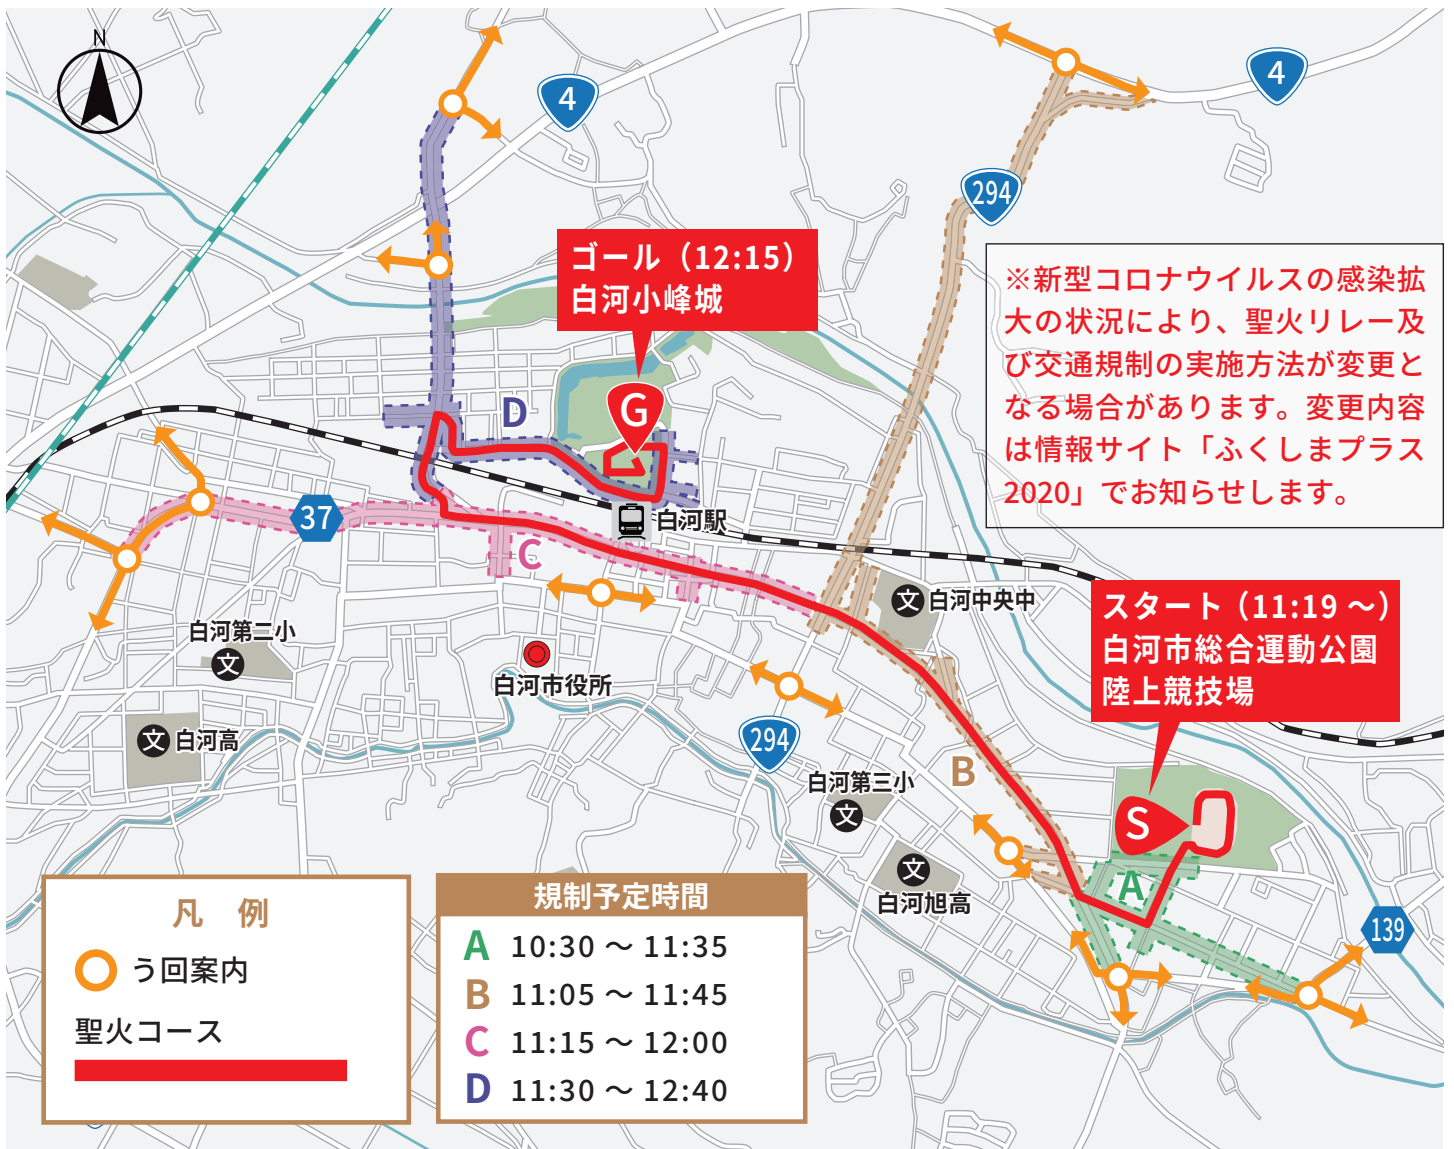 N
4
4
294
ゴール（12:15）
白河小峰城
※新型コロナウイルスの感染拡
大の状況により、聖火リレー及
び交通規制の実施方法が変更と
なる場合があります。変更内容
は情報サイト「ふくしまプラス
2020」でお知らせします。
D
G
37
白河駅
C
文
白河中央中
スタート（11:19 ～）
白河市総合運動公園
陸上競技場
白河第二小
文
白河市役所
文
白河高
294
B
白河第三小
文
S
文
白河旭高
A
139
凡 例
う回案内
聖火コース
規制予定時間
A 10:30 ～ 11:35
B 11:05 ～ 11:45
C 11:15 ～ 12:00
D 11:30 ～ 12:40